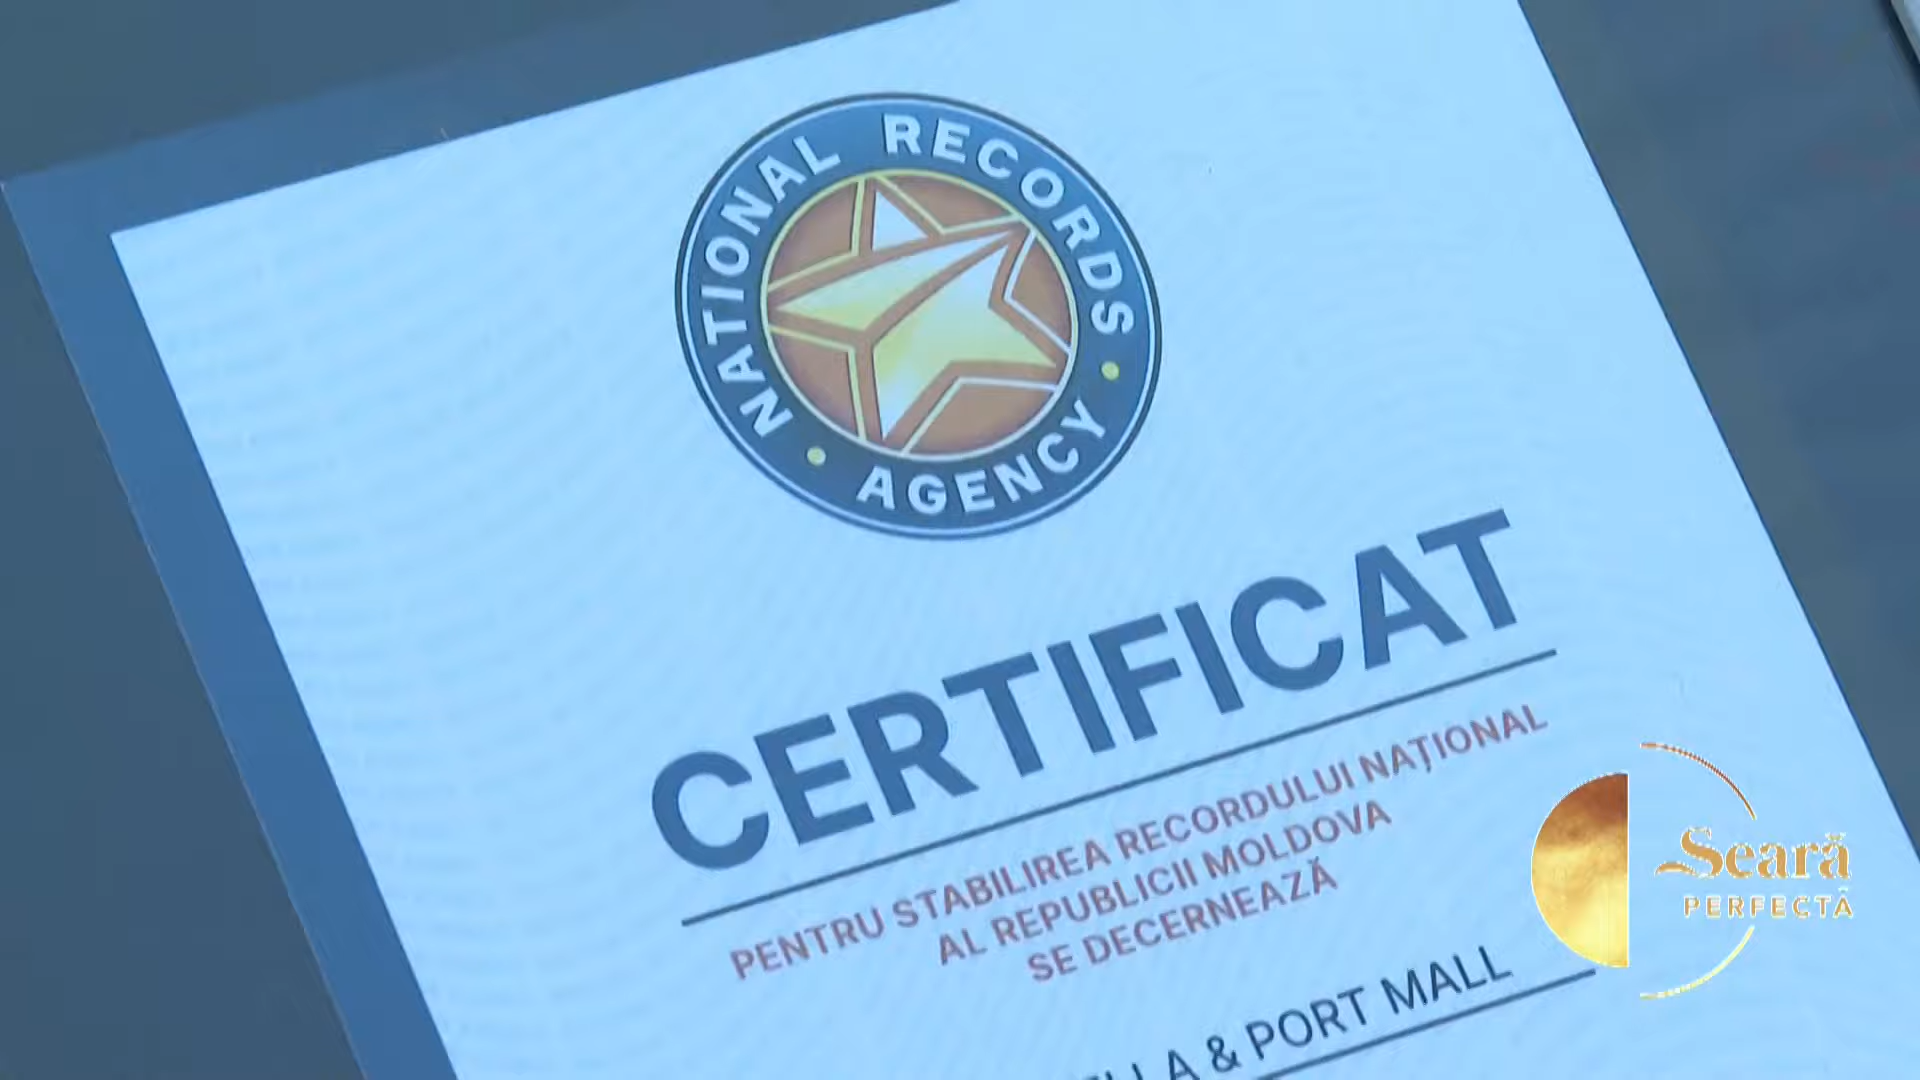 NATIONAL RECORDS
AGENCY
CERTIFICAT
PENTRU STABILIREA RECORDULUI NAȚIONAL
AL REPUBLICII MOLDOVA
SE DECERNEAZĂ
& PORT MALL
Seară
PERFECTĂ